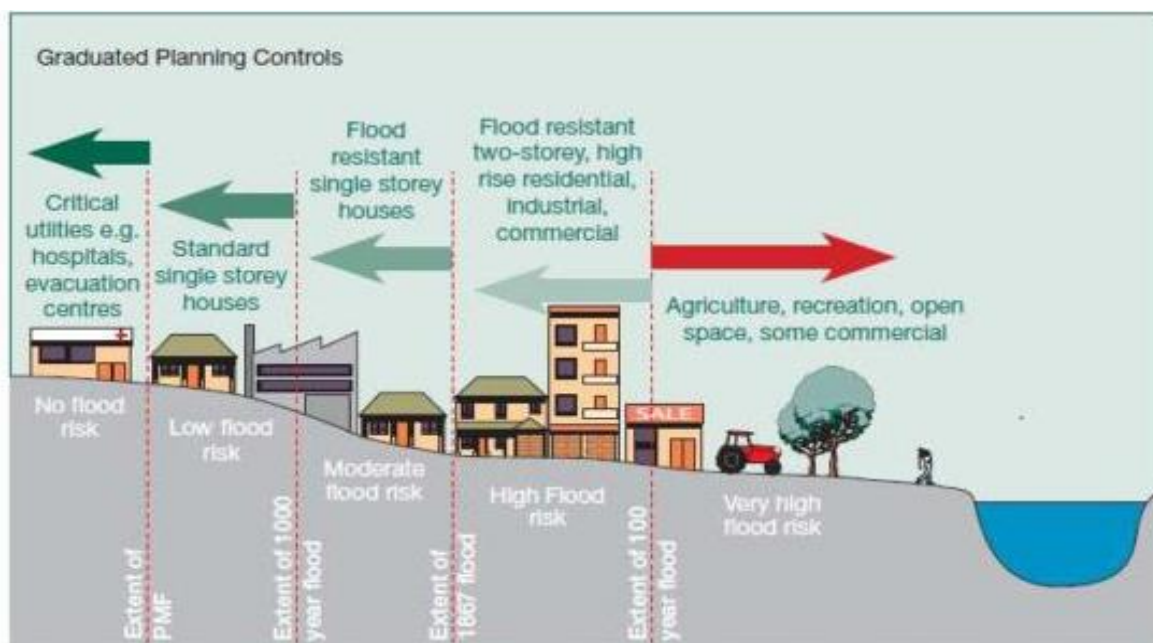 Graduated Planning Controls
Critical
utilities e.g.
hospitals,
evacuation
centres
Standard
single storey
houses
Flood
resistant
single storey
houses
Flood resistant
two-storey, high
rise residential,
industrial,
commercial
Agriculture, recreation, open
space, some commercial
SALE
No flood
risk
Low flood
risk
Moderate
flood risk
High Flood
risk
Very high
flood risk
Extent of
PMF
Extent of 1000
year flood
Extent of
1867 flood
Extent of 100
year flood